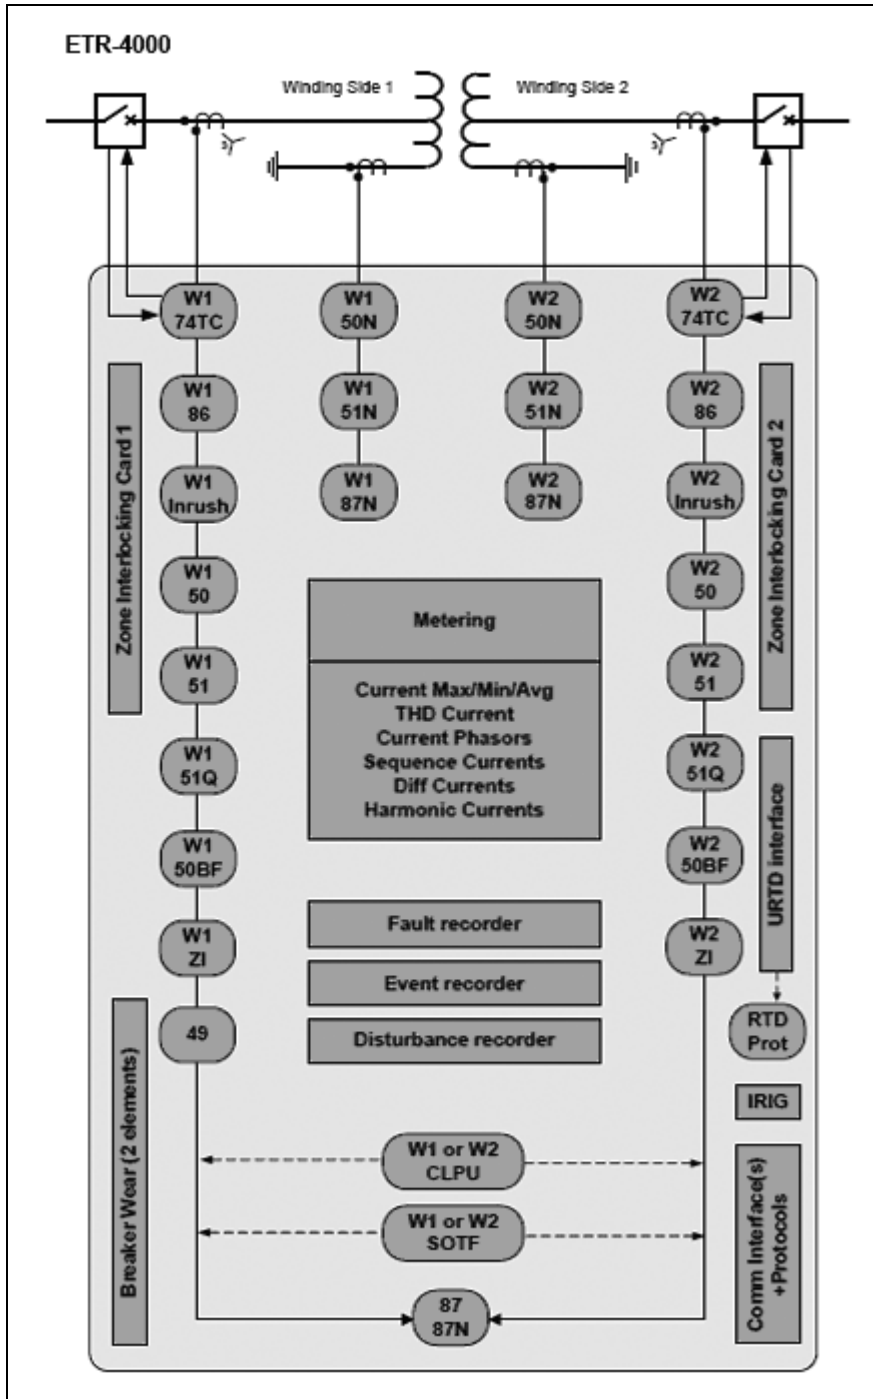 ETR-4000
Winding Side 1
Winding Side 2
3
3
W1
74TC
W1
50N
W2
50N
W2
74TC
Zone Interlocking Card 1
W1
86
W1
51N
W2
51N
W2
86
Zone Interlocking Card 2
W1
Inrush
W1
87N
W2
87N
W2
Inrush
W1
50
W2
50
Metering
W1
51
W2
51
Current Max/Min/Avg
THD Current
Current Phasors
Sequence Currents
Diff Currents
Harmonic Currents
W1
51Q
W2
51Q
URTD interface
W1
50BF
W2
50BF
Fault recorder
W1
ZI
W2
ZI
Event recorder
Breaker Wear (2 elements)
49
Disturbance recorder
RTD
Prot
IRIG
W1 or W2
CLPU
Comm Interface(s)
+Protocols
W1 or W2
SOTF
87
87N